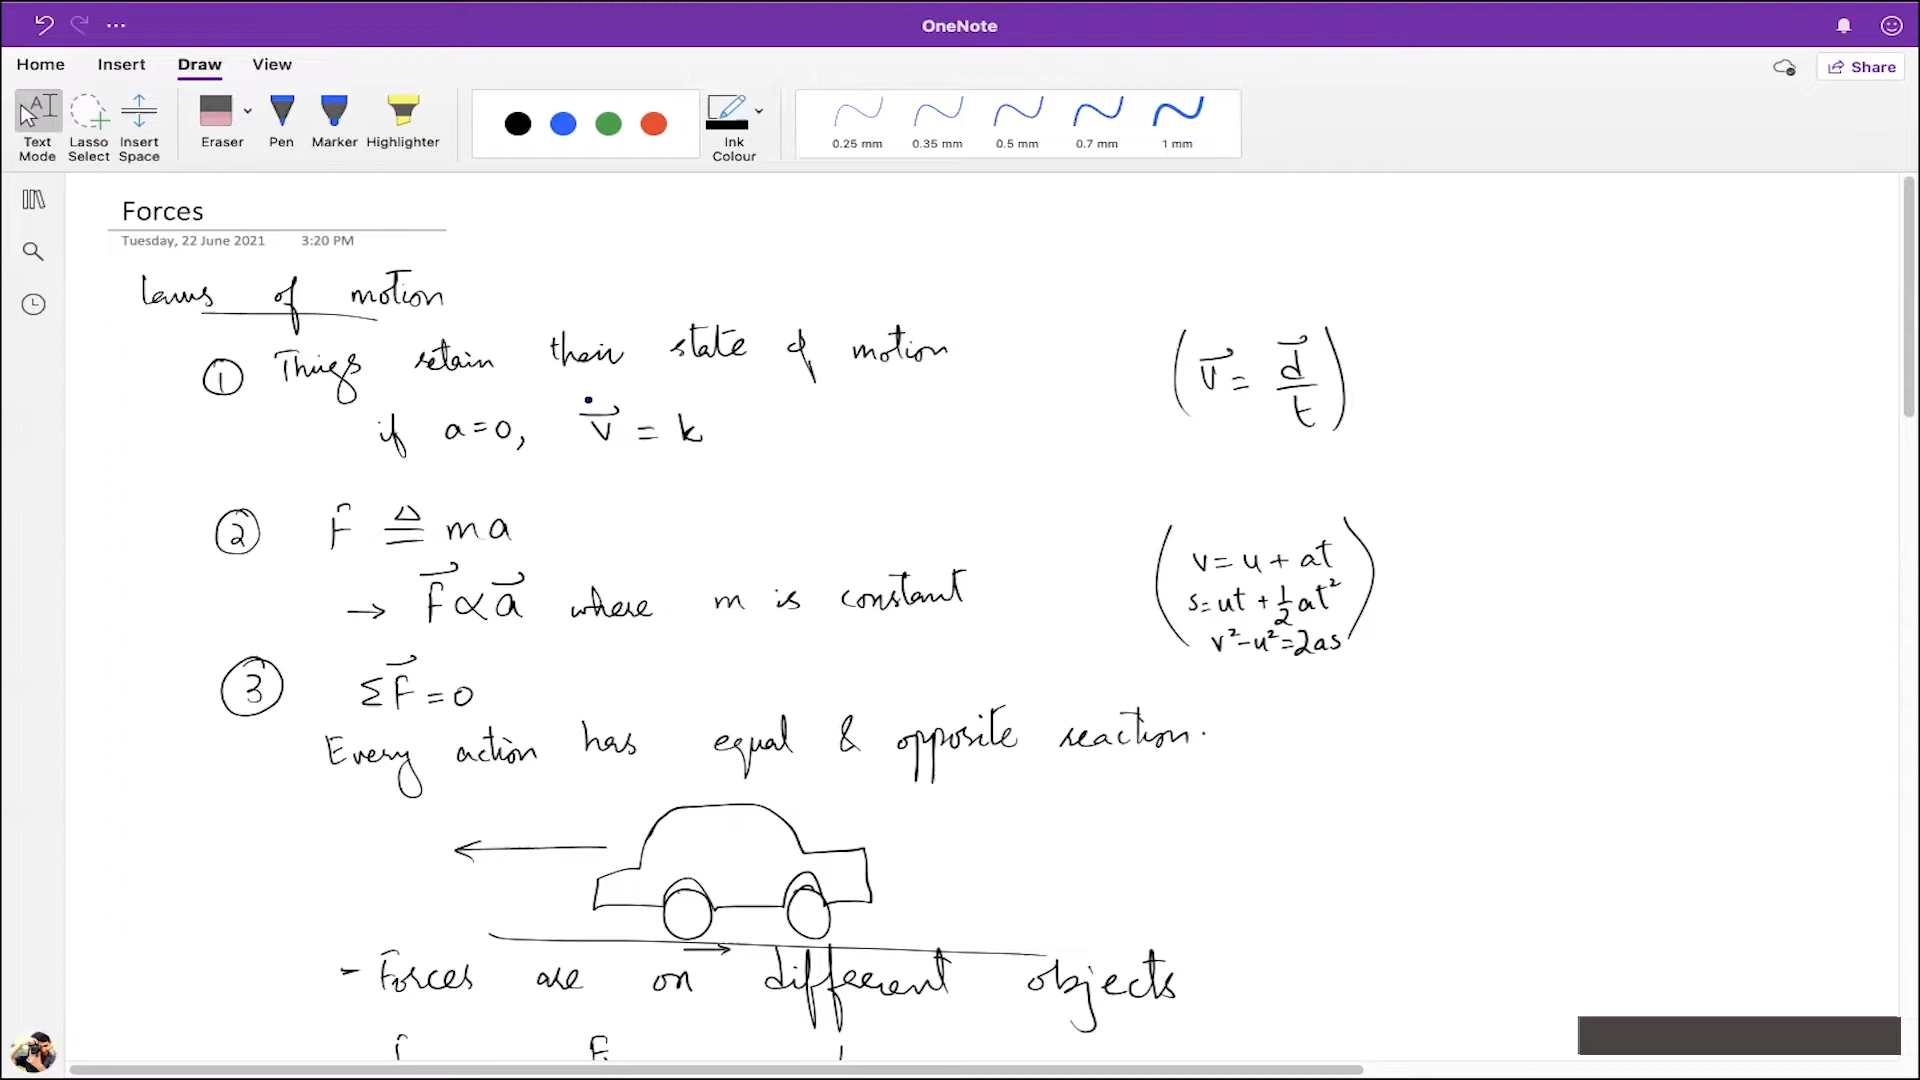 OneNote
Home Insert Draw View
Share
Text Mode
Lasso Select
Insert Space
Eraser
Pen
Marker
Highlighter
Ink Colour
0.25 mm 0.35 mm 0.5 mm 0.7 mm 1 mm
Forces
Tuesday, 22 June 2021 3:20 PM
Laws of motion
① Things retain their state of motion
if a=0, v⃗ = k
(v⃗ = d⃗/t)
② F ≜ ma
→ F⃗ ∝ a⃗ where m is constant
v = u + at
s = ut + ½at²
v² - u² = 2as
③ ΣF⃗ = 0
Every action has equal & opposite reaction.
- Forces are on different objects